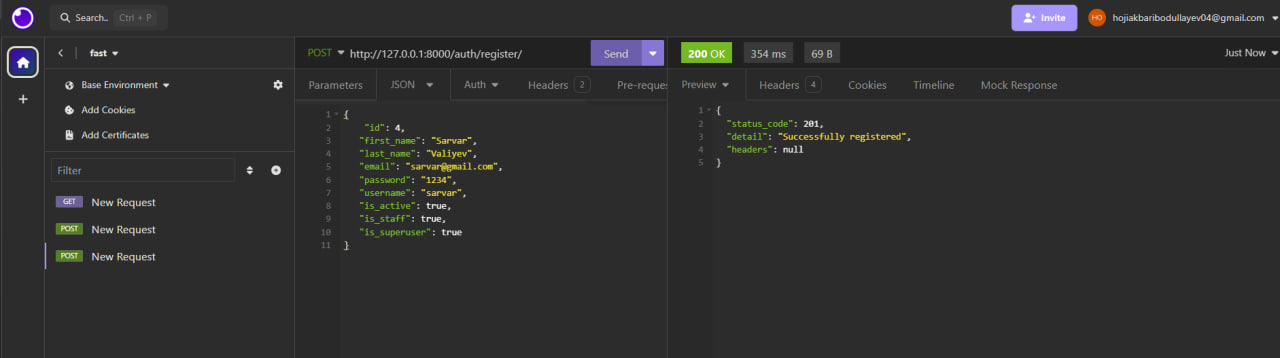 Search.. Ctrl + P
Invite
HO hojiakbaribodullayev04@gmail.com
fast
Base Environment
Add Cookies
Add Certificates
Filter
GET New Request
POST New Request
POST New Request
POST http://127.0.0.1:8000/auth/register/ Send
Parameters JSON Auth Headers 2 Pre-reques
1 {
2 "id": 4,
3 "first_name": "Sarvar",
4 "last_name": "Valiyev",
5 "email": "sarvar@gmail.com",
6 "password": "1234",
7 "username": "sarvar",
8 "is_active": true,
9 "is_staff": true,
10 "is_superuser": true
11 }
200 OK 354 ms 69 B Just Now
Preview Headers 4 Cookies Timeline Mock Response
1 {
2 "status_code": 201,
3 "detail": "Successfully registered",
4 "headers": null
5 }